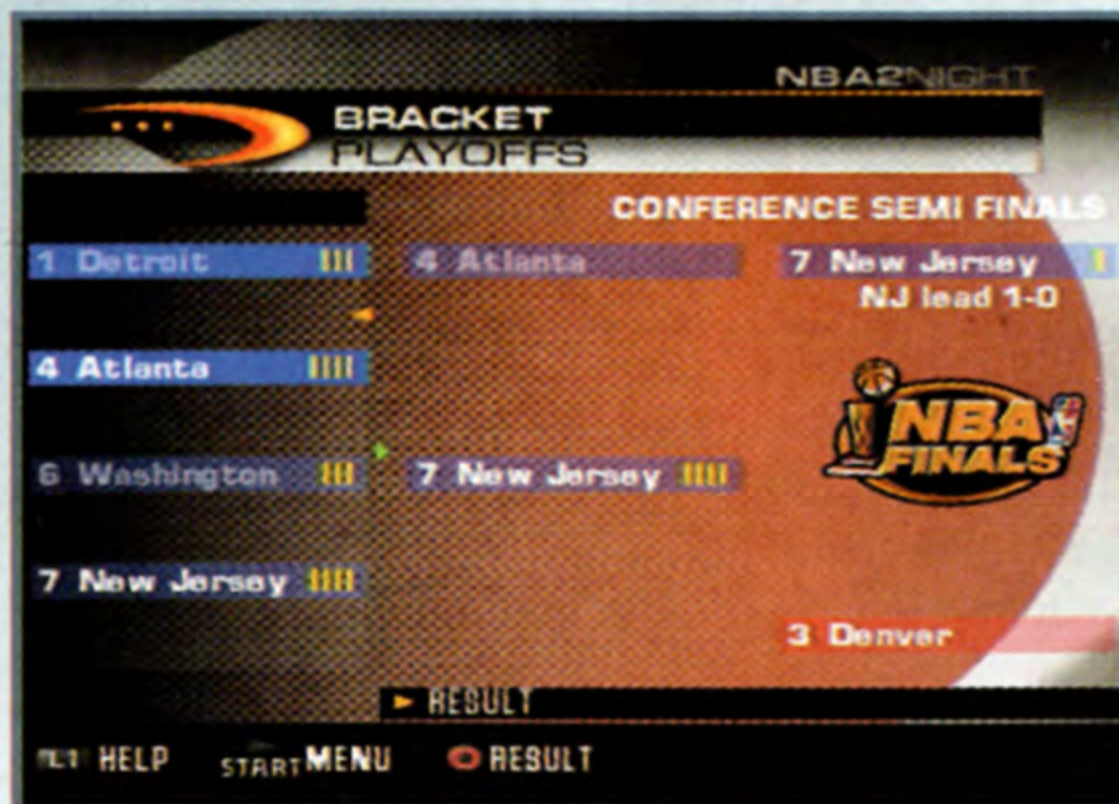 NBA2NIGHT
BRACKET
PLAYOFFS
CONFERENCE SEMI FINALS
1 Detroit
4 Atlanta
7 New Jersey
NJ lead 1-0
4 Atlanta
NBA
FINALS
6 Washington
7 New Jersey
7 New Jersey
3 Denver
RESULT
HELP START MENU RESULT